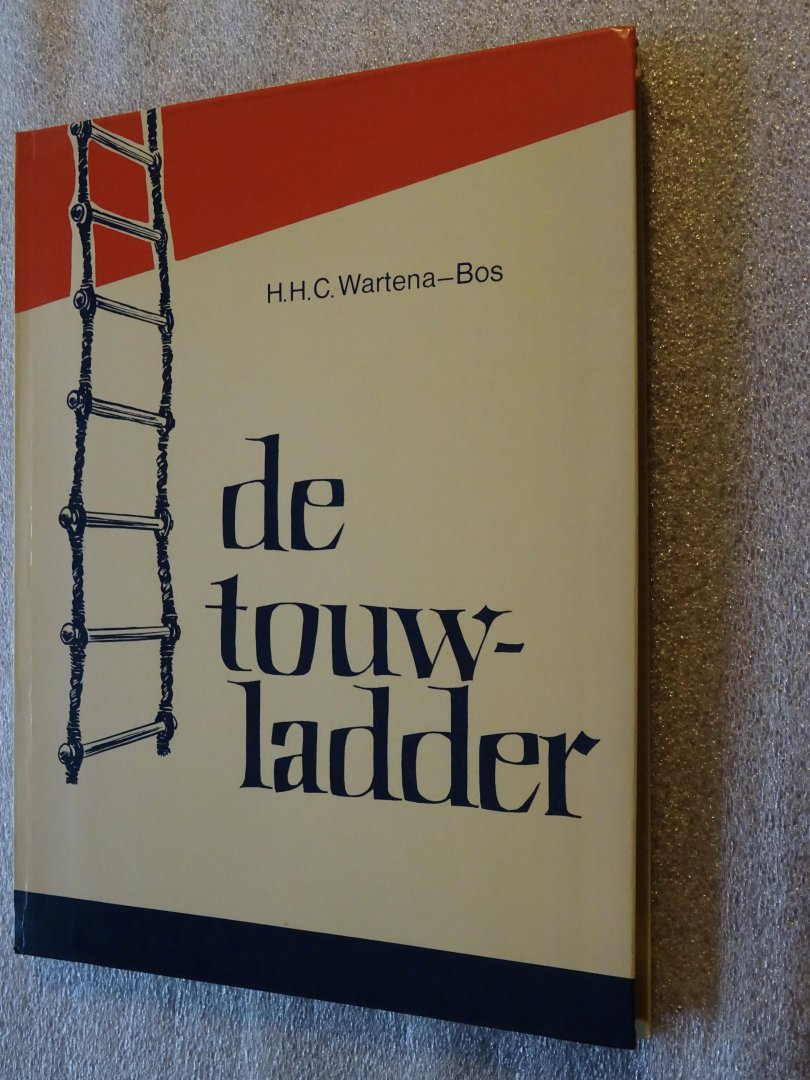 H.H.C. Wartena–Bos
de
touw-
ladder